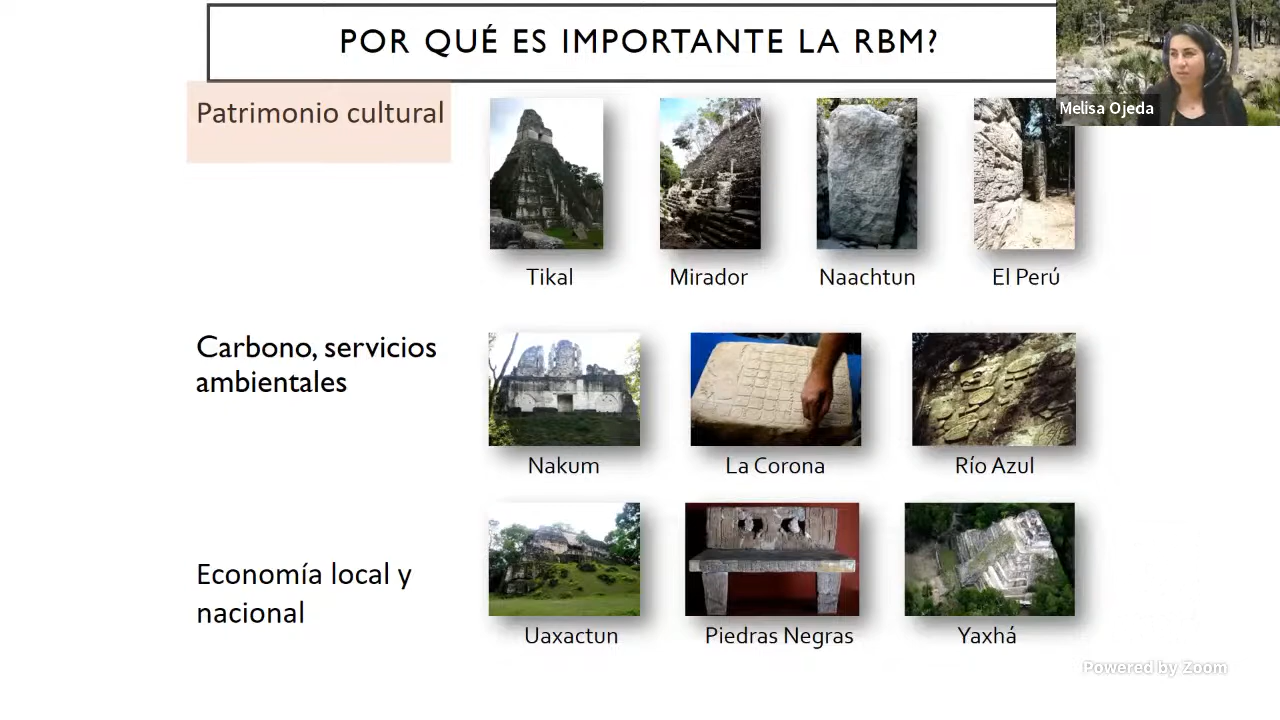 POR QUÉ ES IMPORTANTE LA RBM?
Melisa Ojeda
Patrimonio cultural
Tikal
Mirador
Naachtun
El Perú
Carbono, servicios
ambientales
Nakum
La Corona
Río Azul
Economía local y
nacional
Uaxactun
Piedras Negras
Yaxhá
Powered by Zoom